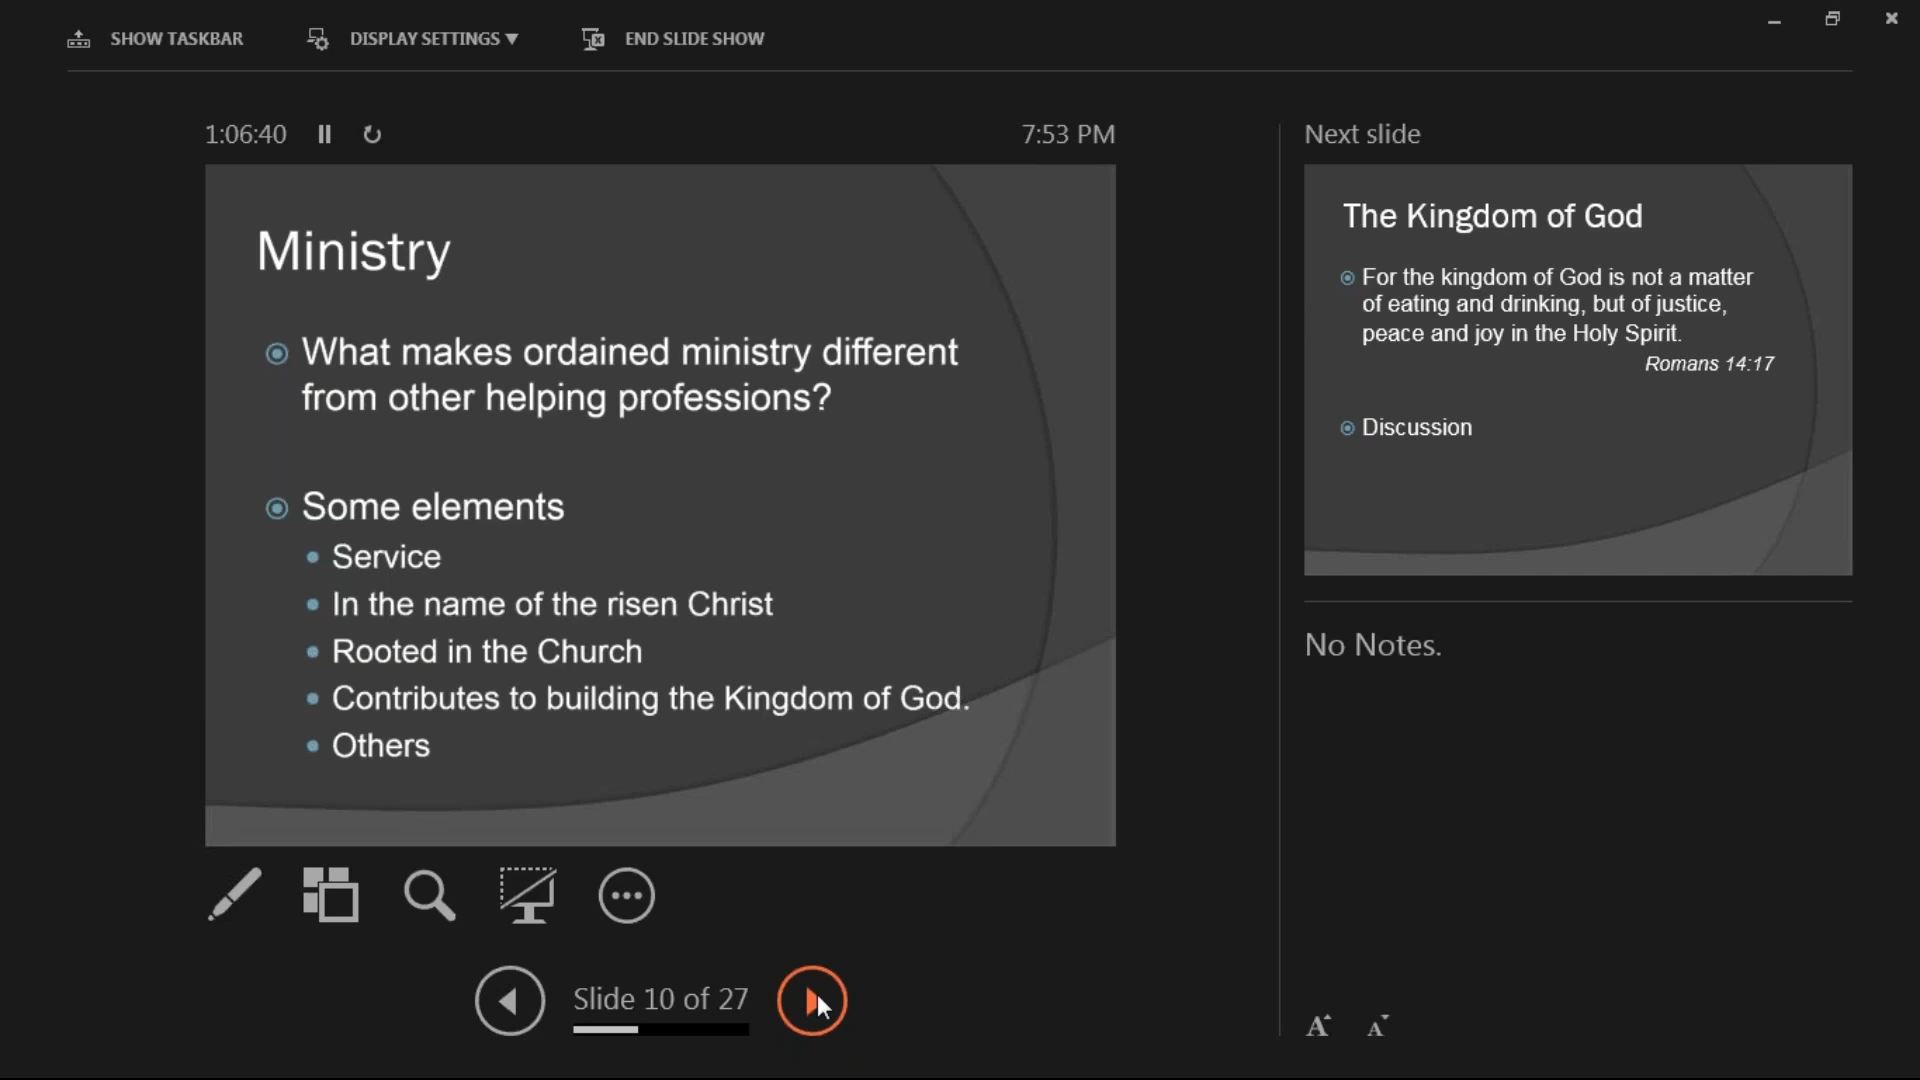 SHOW TASKBAR
DISPLAY SETTINGS ▼
END SLIDE SHOW
1:06:40
7:53 PM
Ministry
What makes ordained ministry different
from other helping professions?
Some elements
Service
In the name of the risen Christ
Rooted in the Church
Contributes to building the Kingdom of God.
Others
Slide 10 of 27
Next slide
The Kingdom of God
For the kingdom of God is not a matter
of eating and drinking, but of justice,
peace and joy in the Holy Spirit.
Romans 14:17
Discussion
No Notes.
A A